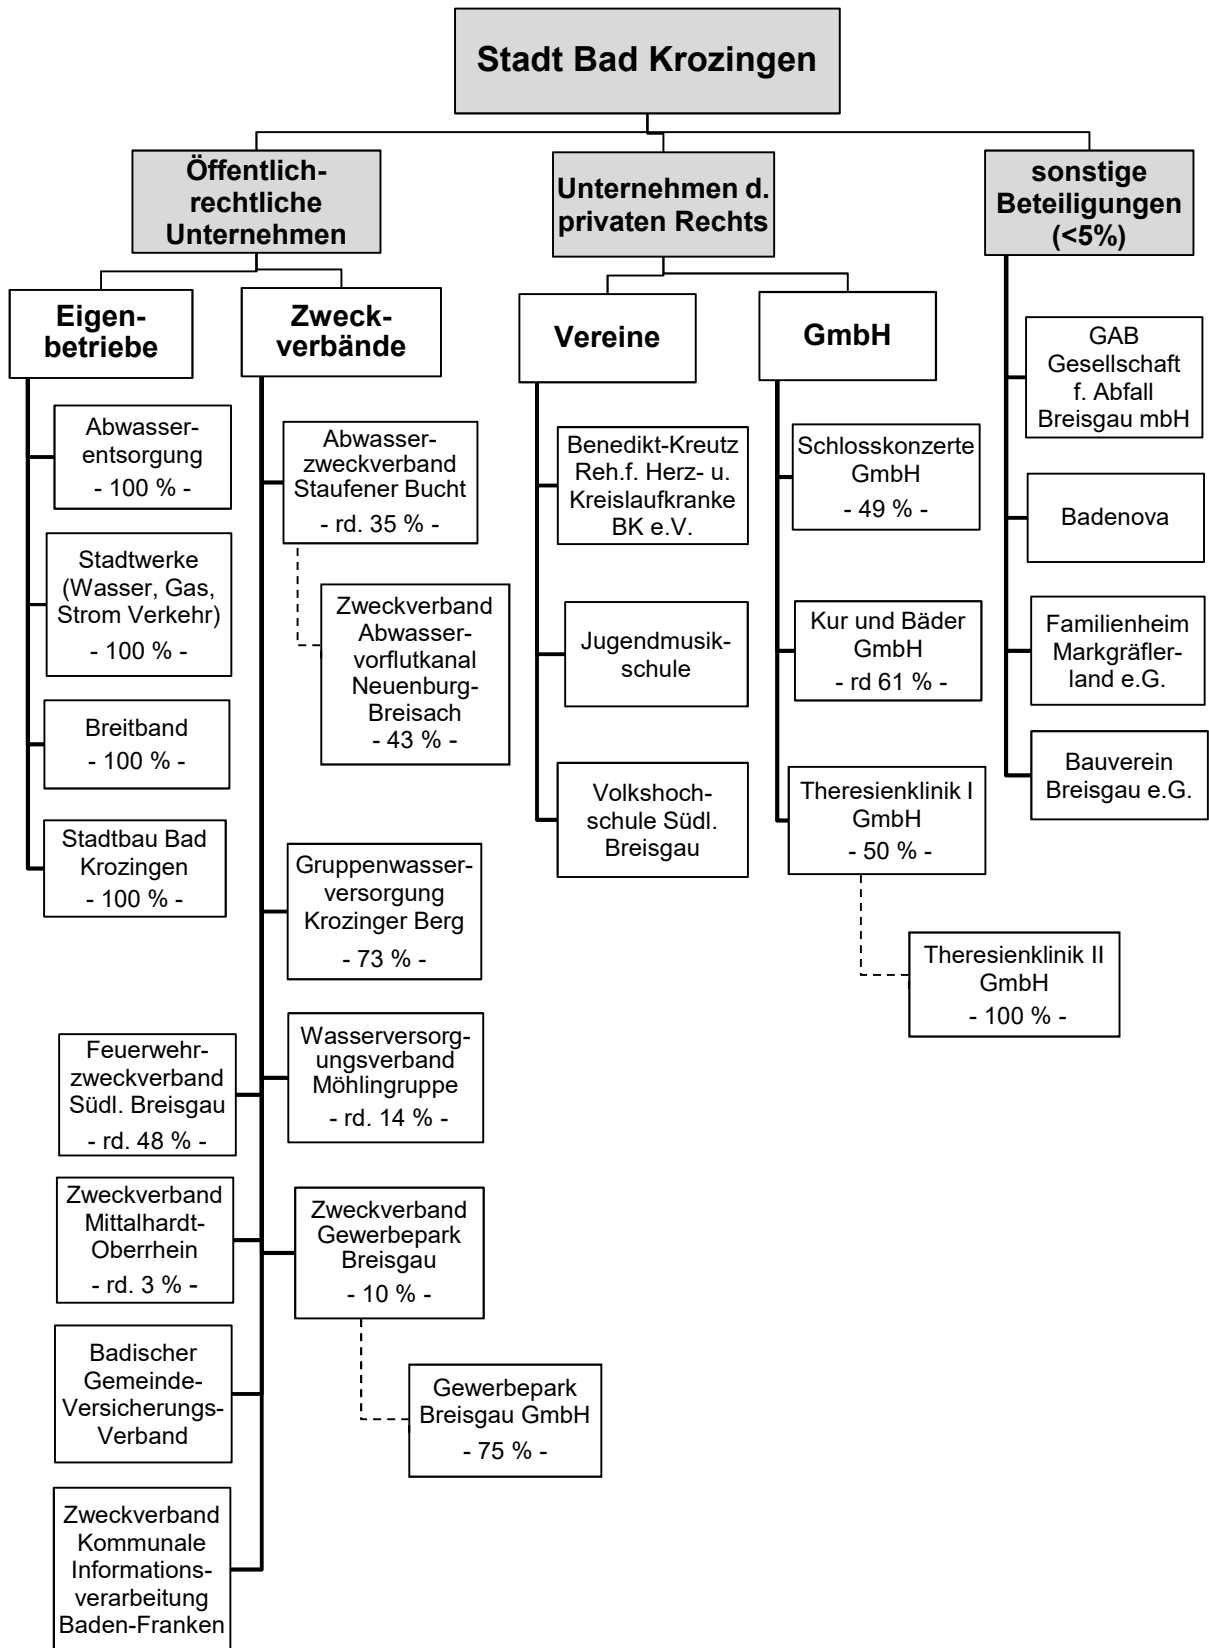 Stadt Bad Krozingen
Öffentlich-
rechtliche
Unternehmen
Unternehmen d.
privaten Rechts
sonstige
Beteiligungen
(<5%)
Eigen-
betriebe
Zweck-
verbände
Vereine
GmbH
Abwasser-
entsorgung
- 100 % -
Stadtwerke
(Wasser, Gas,
Strom Verkehr)
- 100 % -
Breitband
- 100 % -
Stadtbau Bad
Krozingen
- 100 % -
Abwasser-
zweckverband
Staufener Bucht
- rd. 35 % -
Zweckverband
Abwasser-
vorflutkanal
Neuenburg-
Breisach
- 43 % -
Gruppenwasser-
versorgung
Krozinger Berg
- 73 % -
Wasserversorg-
ungsverband
Möhlingruppe
- rd. 14 % -
Zweckverband
Gewerbepark
Breisgau
- 10 % -
Gewerbepark
Breisgau GmbH
- 75 % -
Feuerwehr-
zweckverband
Südl. Breisgau
- rd. 48 % -
Zweckverband
Mittalhardt-
Oberrhein
- rd. 3 % -
Badischer
Gemeinde-
Versicherungs-
Verband
Zweckverband
Kommunale
Informations-
verarbeitung
Baden-Franken
Benedikt-Kreutz
Reh.f. Herz- u.
Kreislaufkranke
BK e.V.
Jugendmusik-
schule
Volkshoch-
schule Südl.
Breisgau
Schlosskonzerte
GmbH
- 49 % -
Kur und Bäder
GmbH
- rd 61 % -
Theresienklinik I
GmbH
- 50 % -
Theresienklinik II
GmbH
- 100 % -
GAB
Gesellschaft
f. Abfall
Breisgau mbH
Badenova
Familienheim
Markgräfler-
land e.G.
Bauverein
Breisgau e.G.